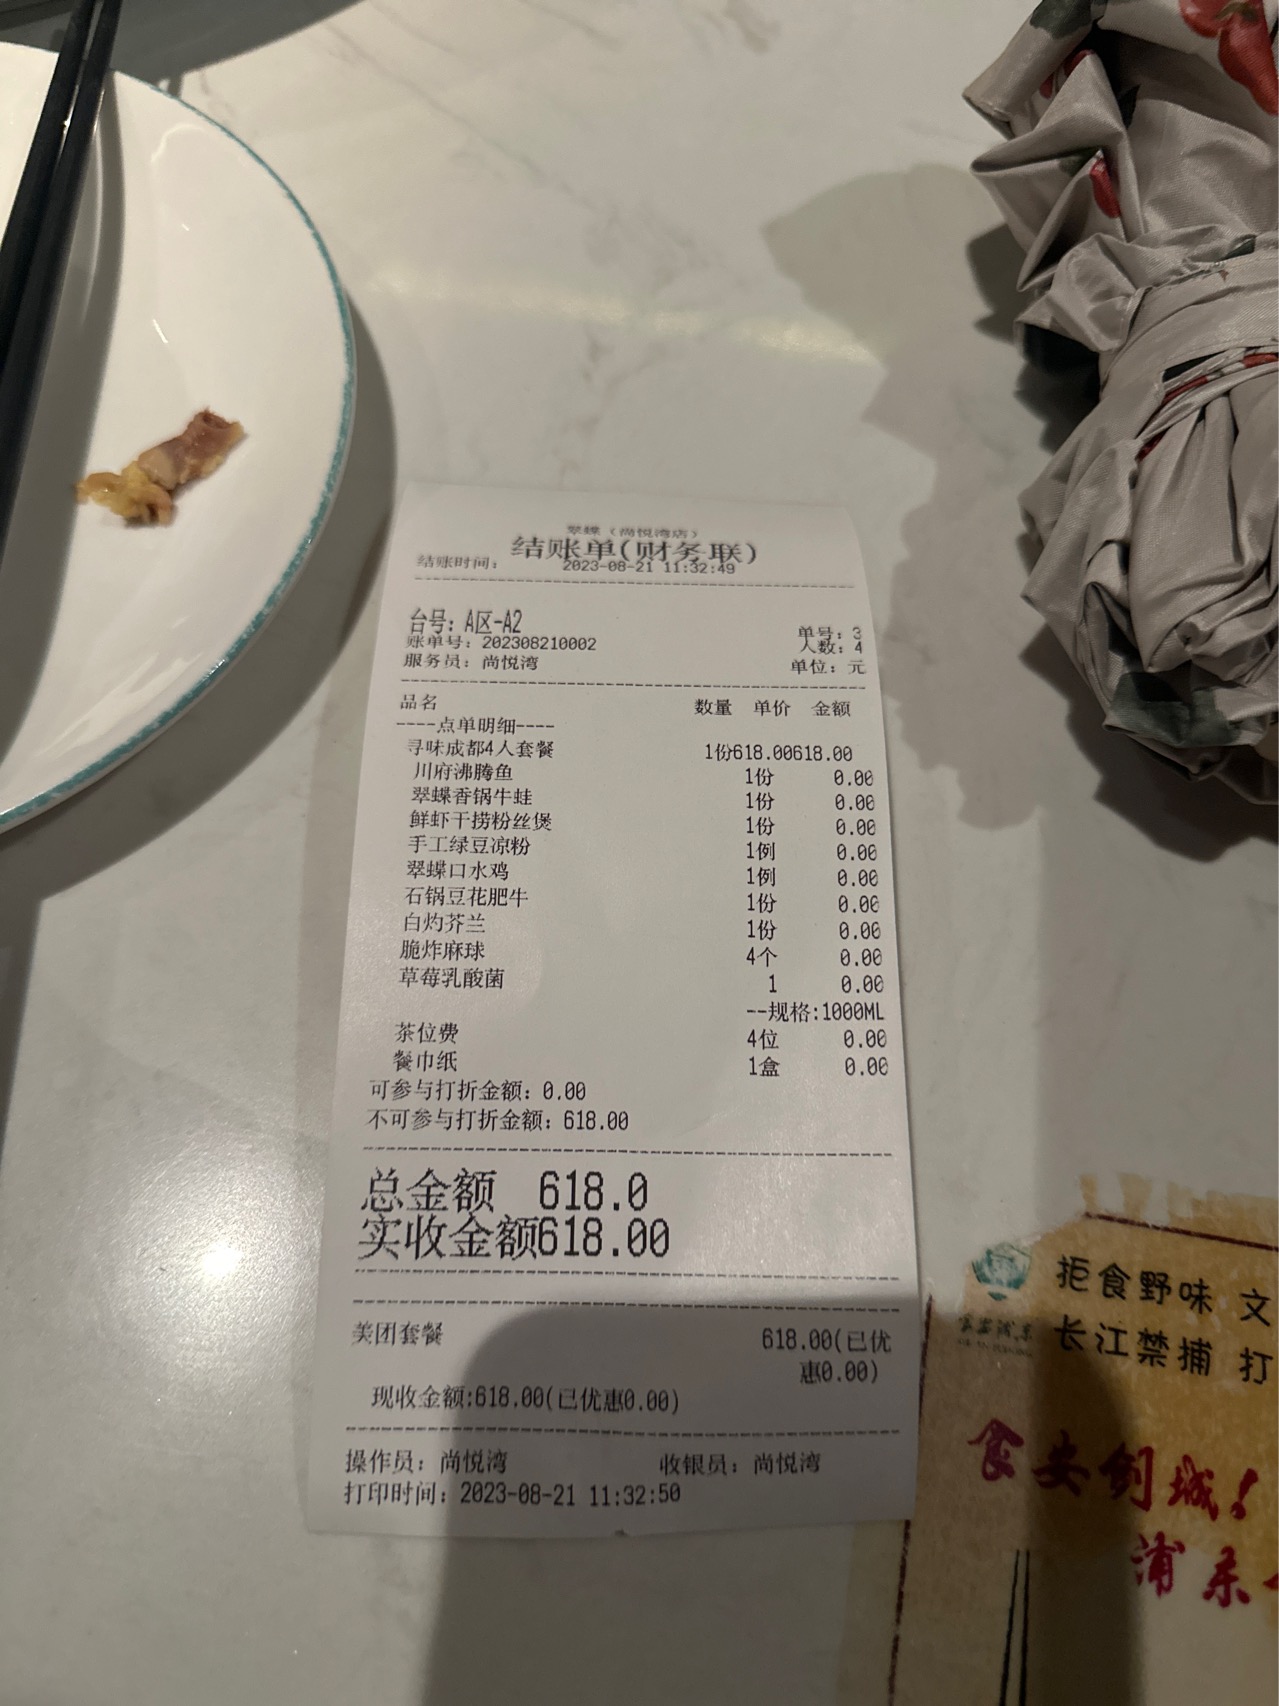 翠蝶（尚悦湾店）
结账单(财务联)
结账时间： 2023-08-21 11:32:49
台号：A区-A2
单号：3
账单号：202308210002 人数：4
服务员：尚悦湾 单位：元
品名 数量 单价 金额
----点单明细----
寻味成都4人套餐 1份618.00618.00
川府沸腾鱼 1份 0.00
翠蝶香锅牛蛙 1份 0.00
鲜虾干捞粉丝煲 1份 0.00
手工绿豆凉粉 1例 0.00
翠蝶口水鸡 1例 0.00
石锅豆花肥牛 1份 0.00
白灼芥兰 1份 0.00
脆炸麻球 4个 0.00
草莓乳酸菌 1 0.00
--规格:1000ML
茶位费 4位 0.00
餐巾纸 1盒 0.00
可参与打折金额：0.00
不可参与打折金额：618.00
总金额 618.0
实收金额618.00
美团套餐 618.00(已优
惠0.00)
现收金额:618.00(已优惠0.00)
操作员：尚悦湾 收银员：尚悦湾
打印时间：2023-08-21 11:32:50
拒食野味 文
长江禁捕 打
食安创城！
浦东